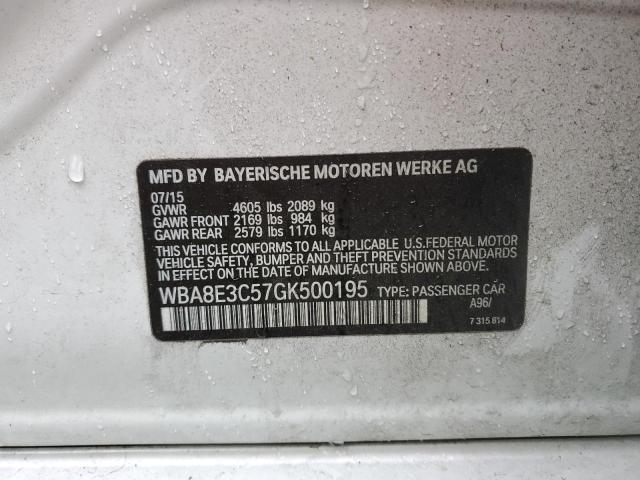 MFD BY BAYERISCHE MOTOREN WERKE AG
07/15
GVWR 4605 lbs 2089 kg
GAWR FRONT 2169 lbs 984 kg
GAWR REAR 2579 lbs 1170 kg
THIS VEHICLE CONFORMS TO ALL APPLICABLE U.S.FEDERAL MOTOR
VEHICLE SAFETY, BUMPER, AND THEFT PREVENTION STANDARDS
IN EFFECT ON THE DATE OF MANUFACTURE SHOWN ABOVE.
WBA8E3C57GK500195 TYPE: PASSENGER CAR
A96/
7 315 814